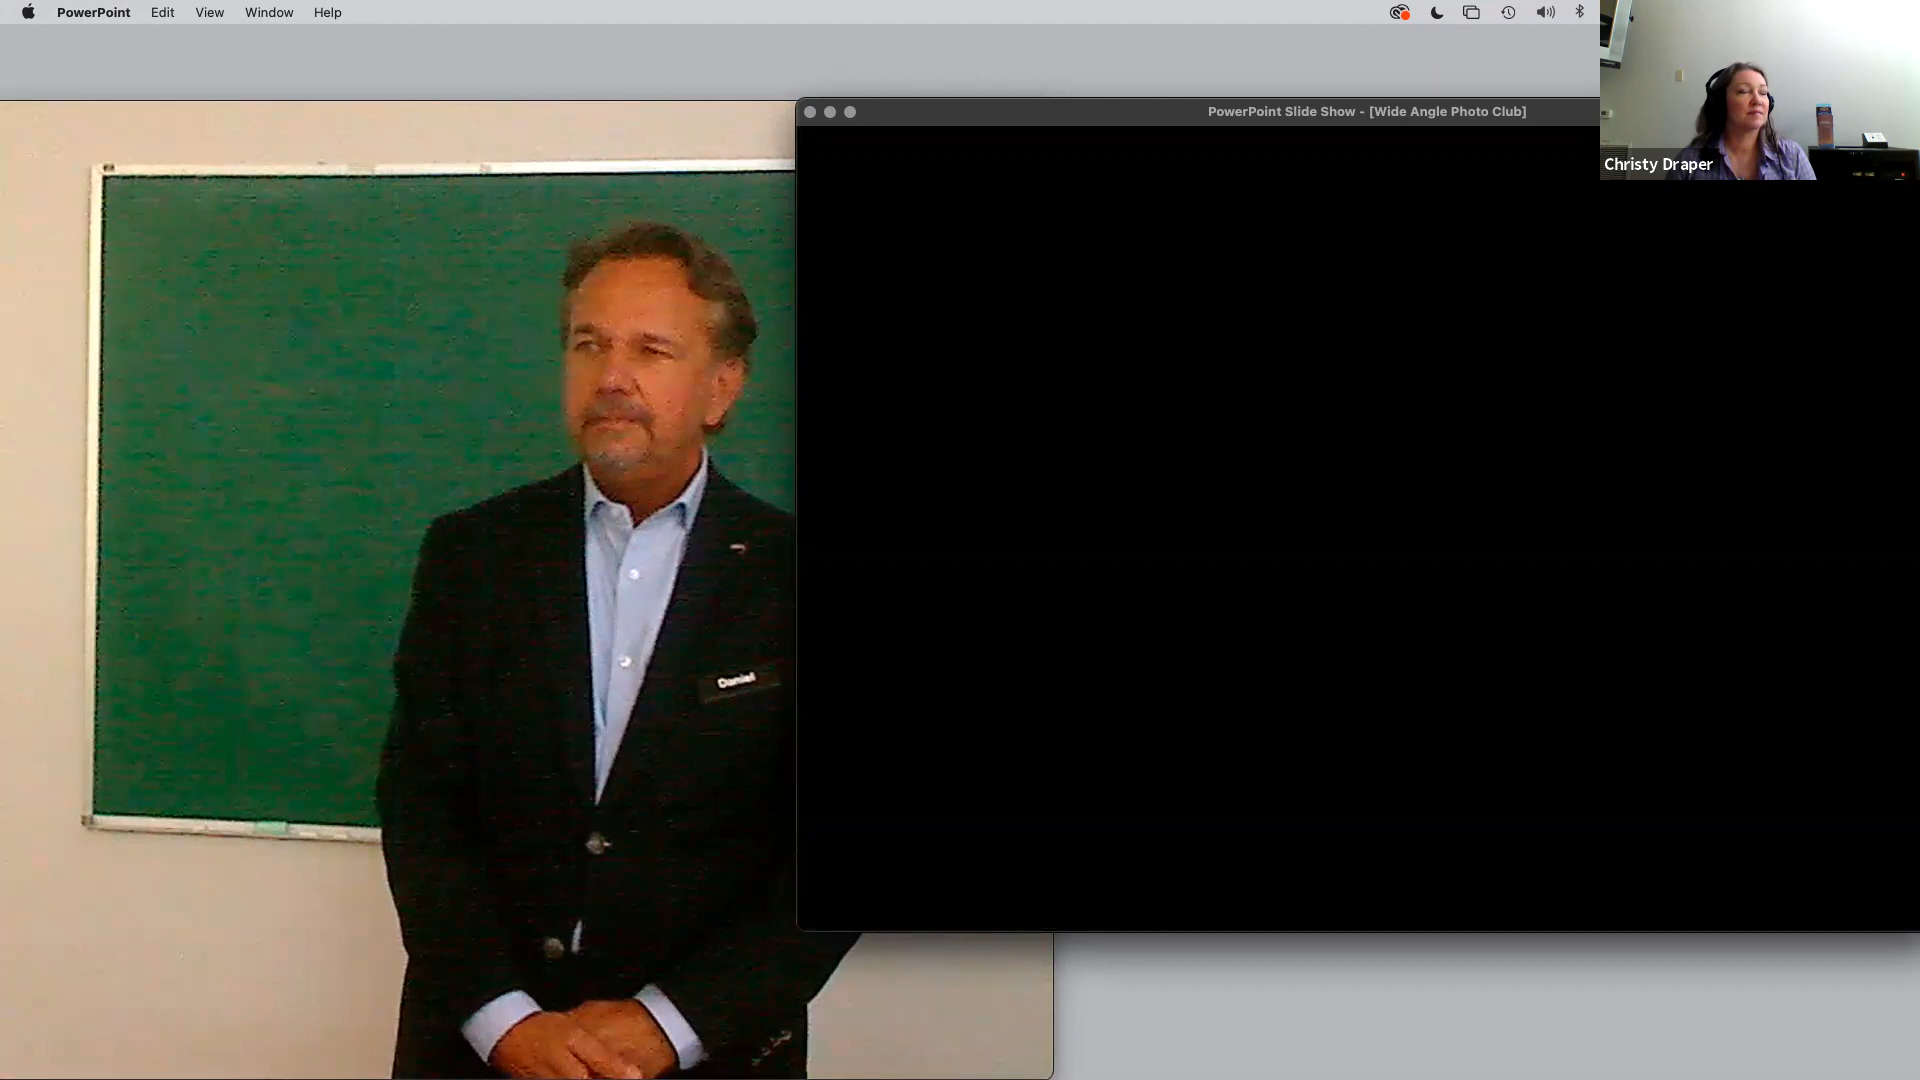 PowerPoint Edit View Window Help
PowerPoint Slide Show - [Wide Angle Photo Club]
Christy Draper
Daniel